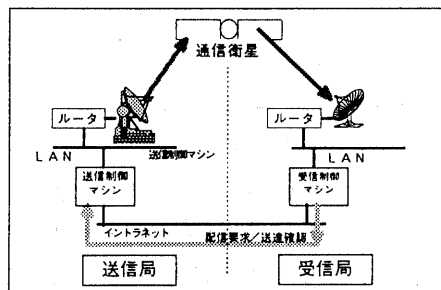 通信衛星
ルータ
ルータ
LAN
送信制御マシン
LAN
送信制御
マシン
受信制御
マシン
イントラネット
配信要求/送達確認
送信局
受信局